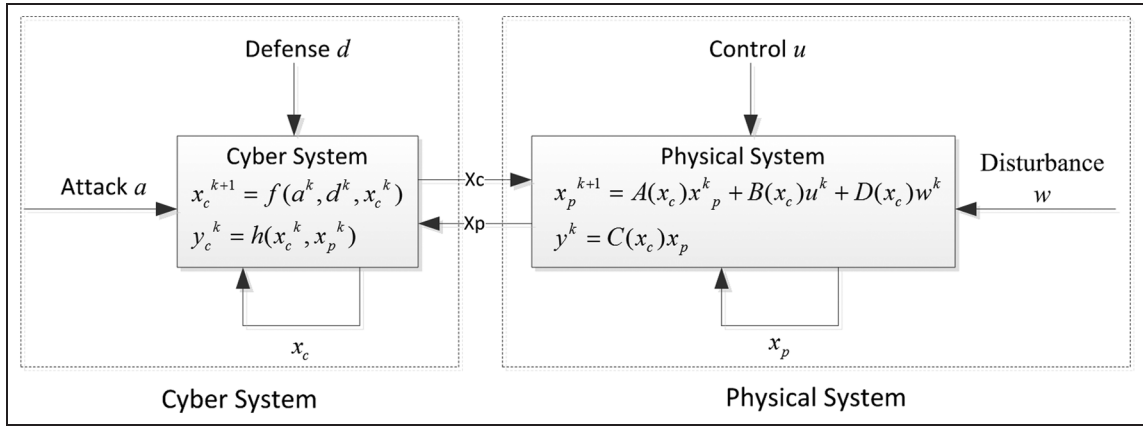 Defense d
Control u
Cyber System
Physical System
Attack a
x_c^{k+1} = f(a^k, d^k, x_c^k)
y_c^k = h(x_c^k, x_p^k)
Xc
Xp
x_p^{k+1} = A(x_c)x^k_p + B(x_c)u^k + D(x_c)w^k
y^k = C(x_c)x_p
Disturbance
w
x_c
x_p
Cyber System
Physical System